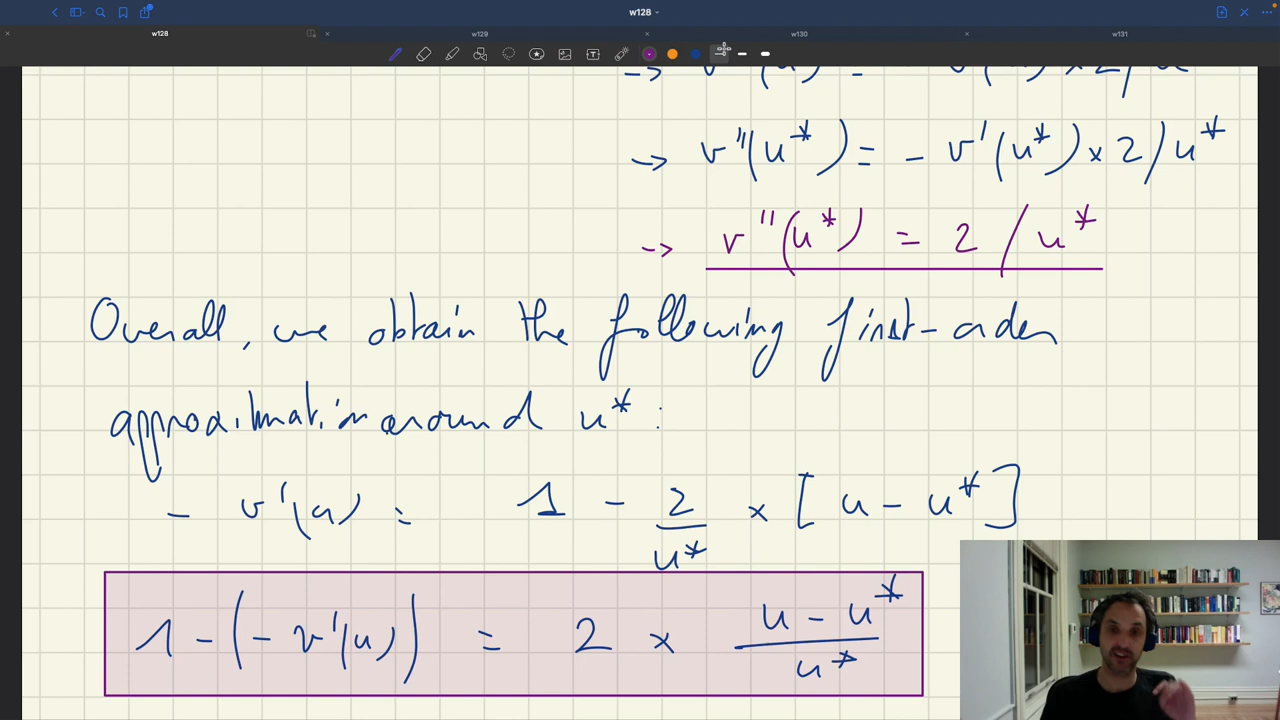 w128
w128
w129
w130
w131
→ v''(u*) = - v'(u*) × 2/u*
→ v''(u*) = 2 / u*
Overall, we obtain the following first-order
approximation around u* :
- v'(u) = 1 - 2/u* × [u - u*]
1 - (- v'(u)) = 2 × (u - u*)/u*